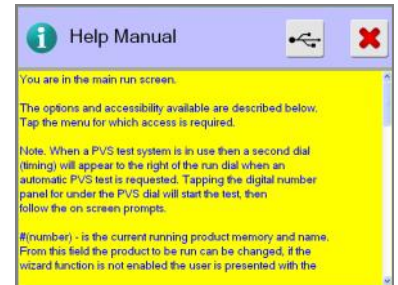 Help Manual
You are in the main run screen.
The options and accessibility available are described below.
Tap the menu for which access is required.
Note. When a PVS test system is in use then a second dial
(timing) will appear to the right of the run dial when an
automatic PVS test is requested. Tapping the digital number
panel for under the PVS dial will start the test, then
follow the on screen prompts.
#(number) - is the current running product memory and name.
From this field the product to be run can be changed, if the
wizard function is not enabled the user is presented with the